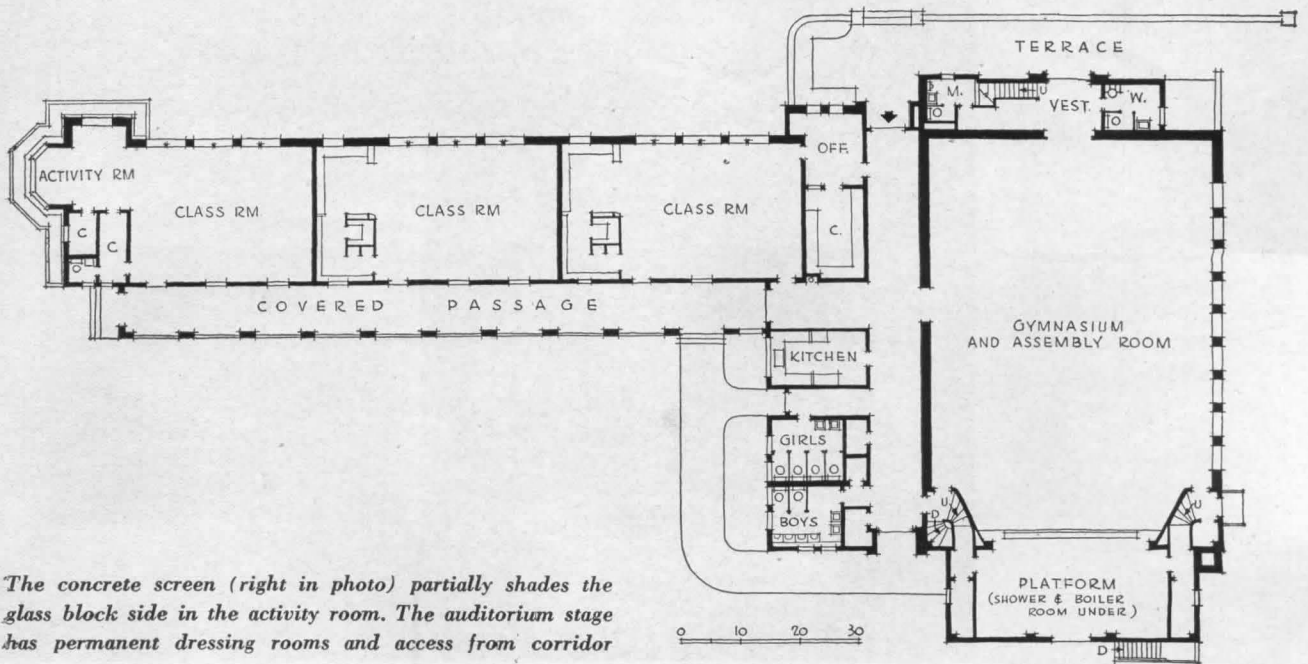 TERRACE
M.
U
VEST.
W.
ACTIVITY RM
CLASS RM
CLASS RM
CLASS RM
OFF.
C.
C.
C.
COVERED PASSAGE
GYMNASIUM
AND ASSEMBLY ROOM
KITCHEN
GIRLS
BOYS
U
D
U
PLATFORM
(SHOWER & BOILER
ROOM UNDER)
D
0 10 20 30
The concrete screen (right in photo) partially shades the
glass block side in the activity room. The auditorium stage
has permanent dressing rooms and access from corridor